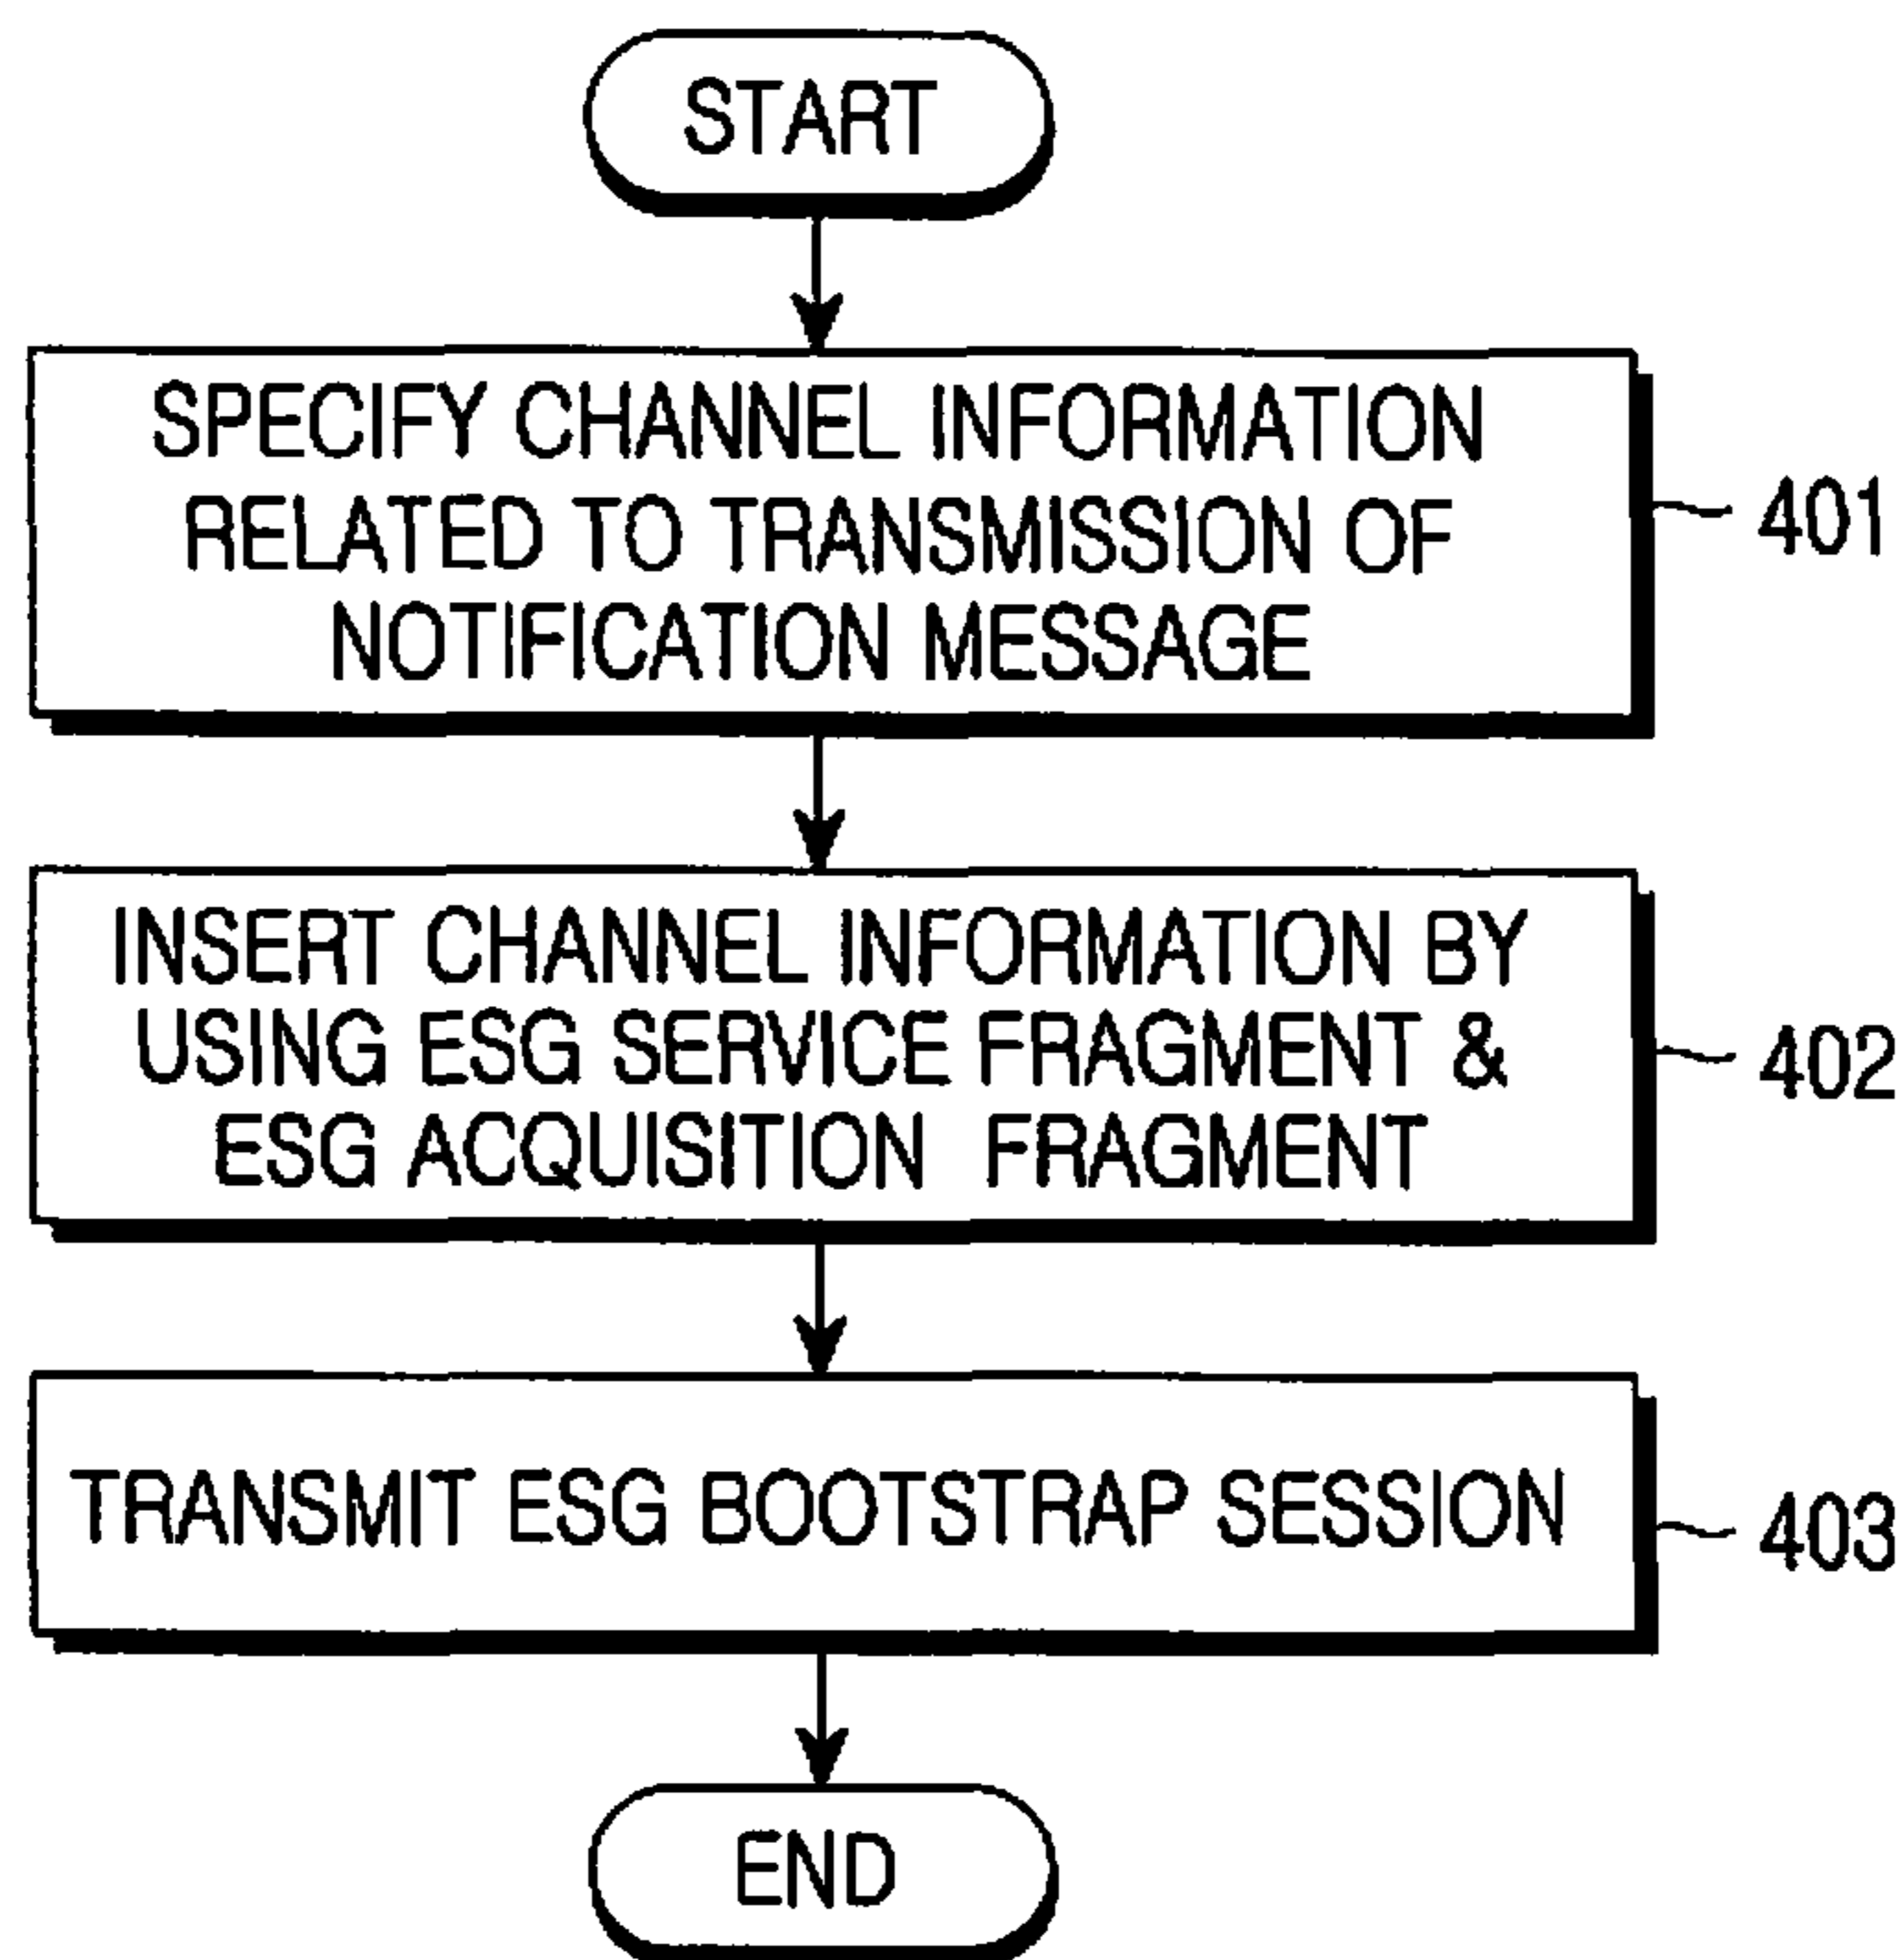 START
SPECIFY CHANNEL INFORMATION
RELATED TO TRANSMISSION OF
NOTIFICATION MESSAGE
401
INSERT CHANNEL INFORMATION BY
USING ESG SERVICE FRAGMENT &
ESG ACQUISITION FRAGMENT
402
TRANSMIT ESG BOOTSTRAP SESSION
403
END